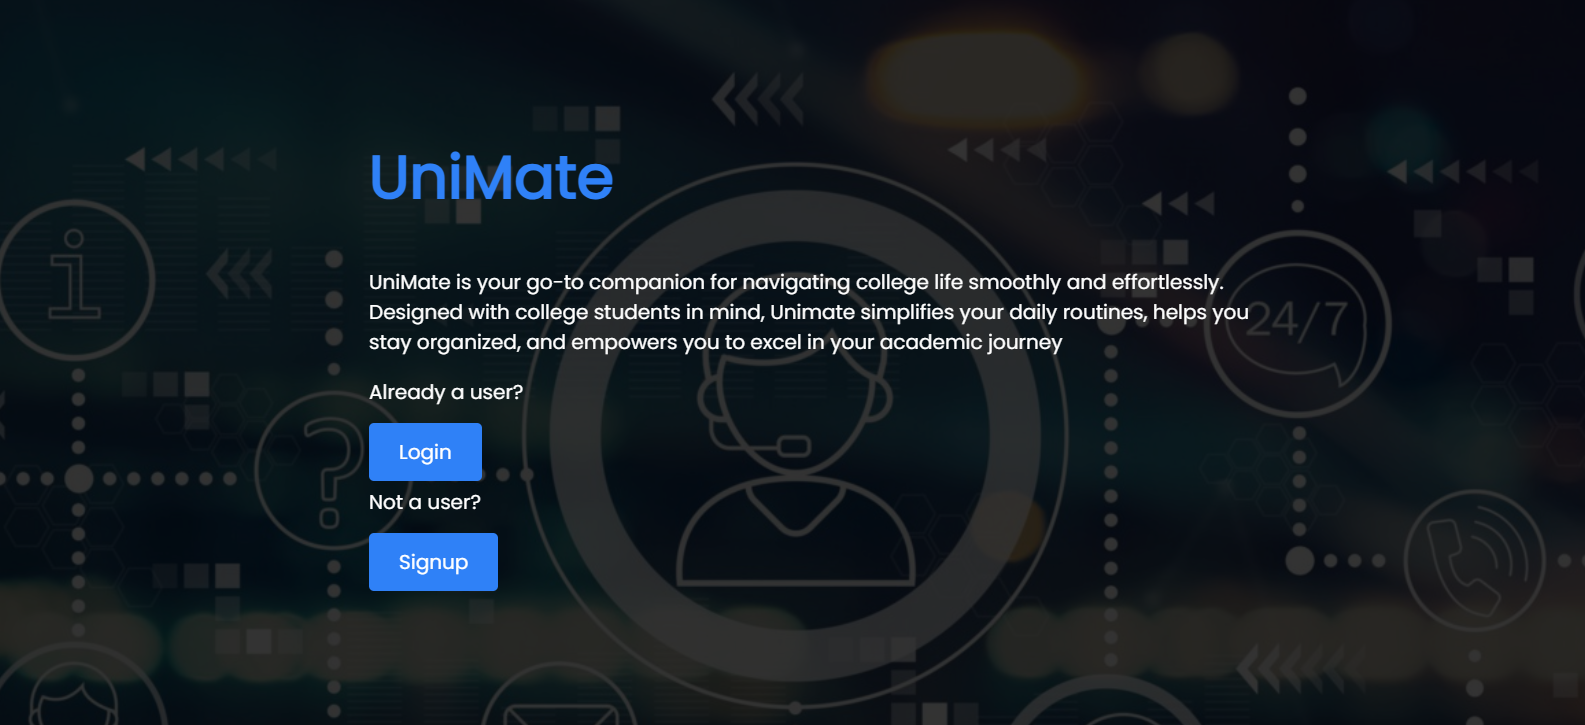 UniMate
UniMate is your go-to companion for navigating college life smoothly and effortlessly.
Designed with college students in mind, Unimate simplifies your daily routines, helps you
24/7
stay organized, and empowers you to excel in your academic journey
Already a user?
Login
Not a user?
Signup